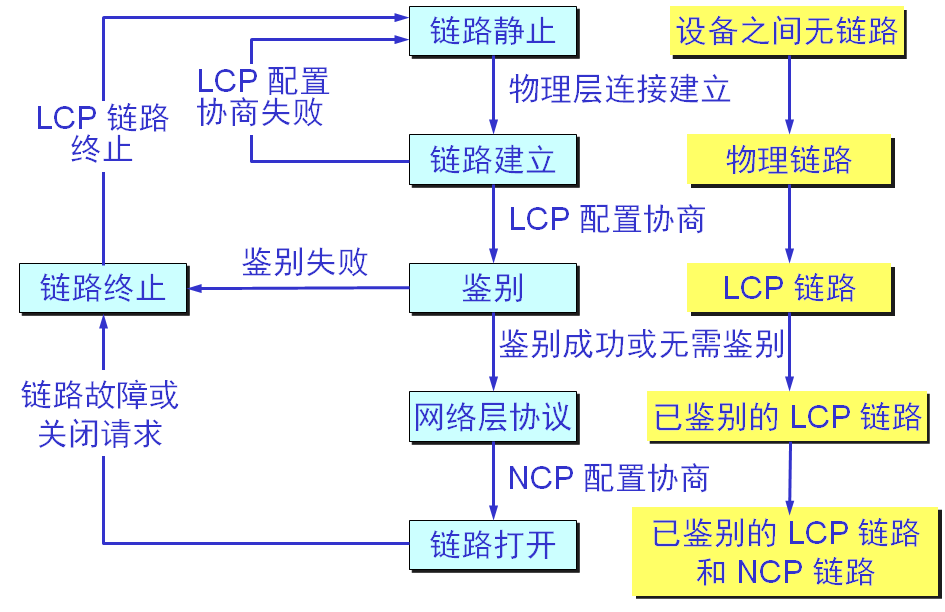 链路静止
设备之间无链路
LCP 配置
协商失败
物理层连接建立
LCP 链路
终止
链路建立
物理链路
LCP 配置协商
鉴别失败
链路终止
鉴别
LCP 链路
鉴别成功或无需鉴别
链路故障或
关闭请求
网络层协议
已鉴别的 LCP 链路
NCP 配置协商
链路打开
已鉴别的 LCP 链路
和 NCP 链路